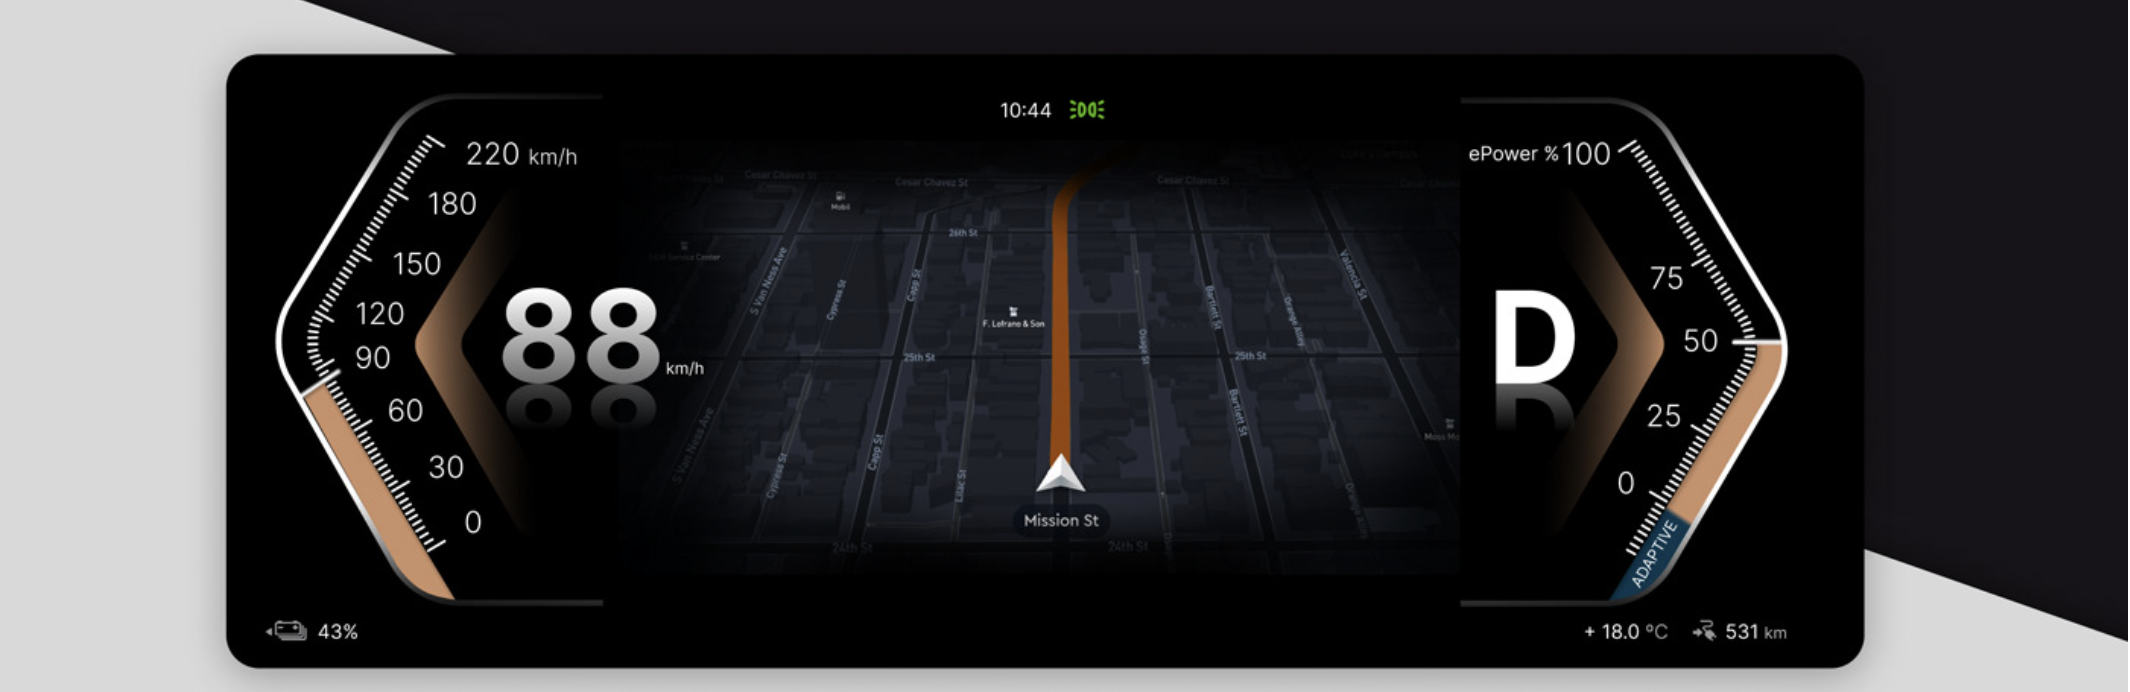 10:44
220 km/h
180
150
120
90
60
30
0
88 km/h
Cesar Chavez St
Cesar Chavez St
Cesar Chavez St
Mobil
26th St
S Van Ness Ave
Cypress St
Capp St
Valencia St
Bartlett St
Orange Alley
F. Lofrano & Son
Osage St
25th St
25th St
S Van Ness Ave
Capp St
Bartlett St
Cypress St
Lilac St
Mission St
24th St
24th St
ePower % 100
75
50
25
0
D
ADAPTIVE
43%
+ 18.0 °C
531 km